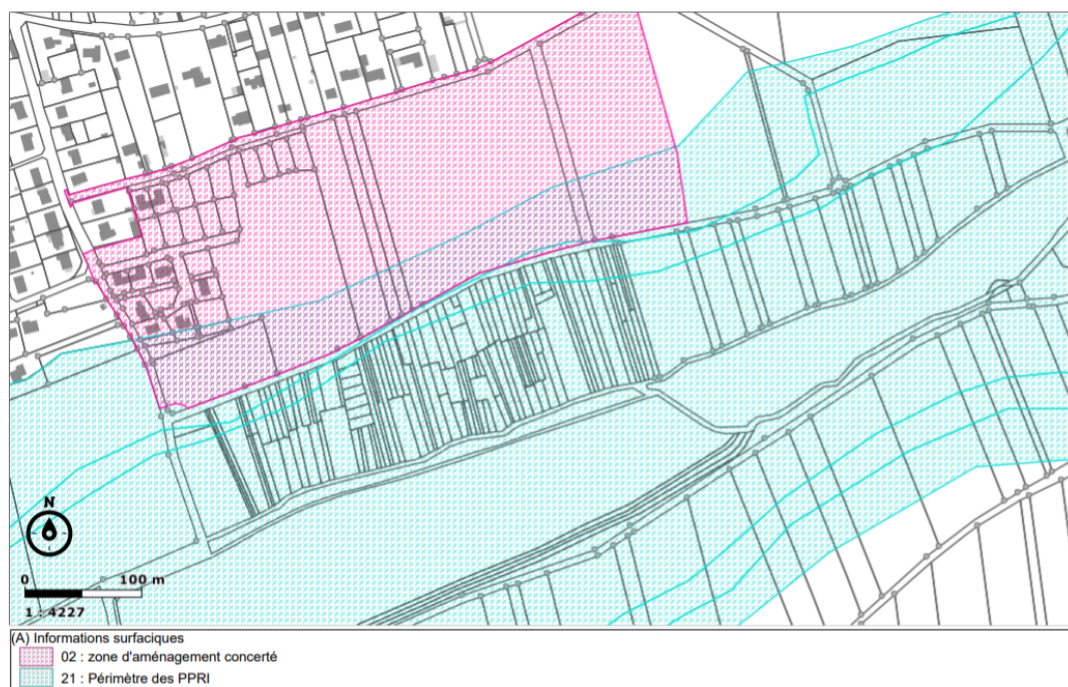 N
0 100 m
1 : 4227
(A) Informations surfaciques
02 : zone d'aménagement concerté
21 : Périmètre des PPRI